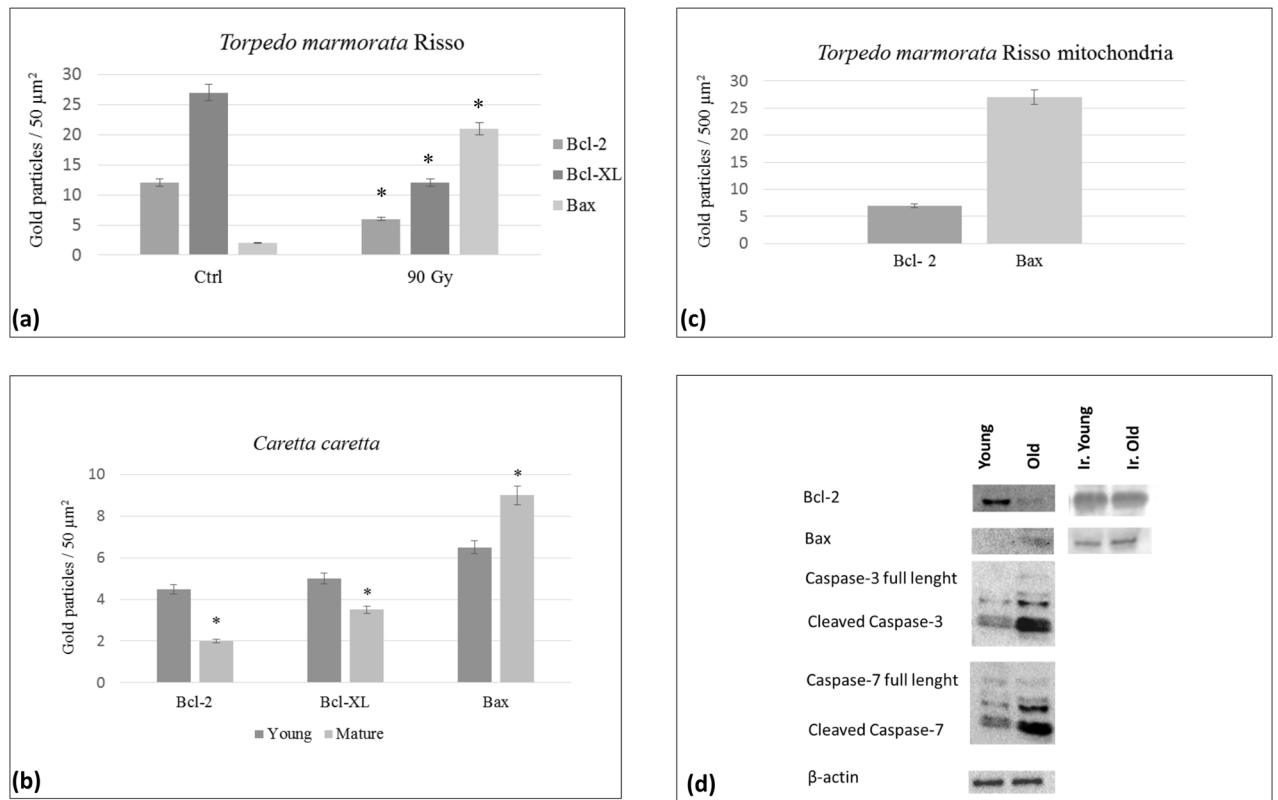 Torpedo marmorata Risso
Gold particles / 50 µm²
30
25
20
15
10
5
0
* * *
Bcl-2
Bcl-XL
Bax
Ctrl 90 Gy
(a)
Torpedo marmorata Risso mitochondria
Gold particles / 500 µm²
30
25
20
15
10
5
0
Bcl- 2 Bax
(c)
Caretta caretta
Gold particles / 50 µm²
10
8
6
4
2
0
* * *
Bcl-2 Bcl-XL Bax
Young Mature
(b)
Young Old Ir. Young Ir. Old
Bcl-2
Bax
Caspase-3 full lenght
Cleaved Caspase-3
Caspase-7 full lenght
Cleaved Caspase-7
β-actin
(d)